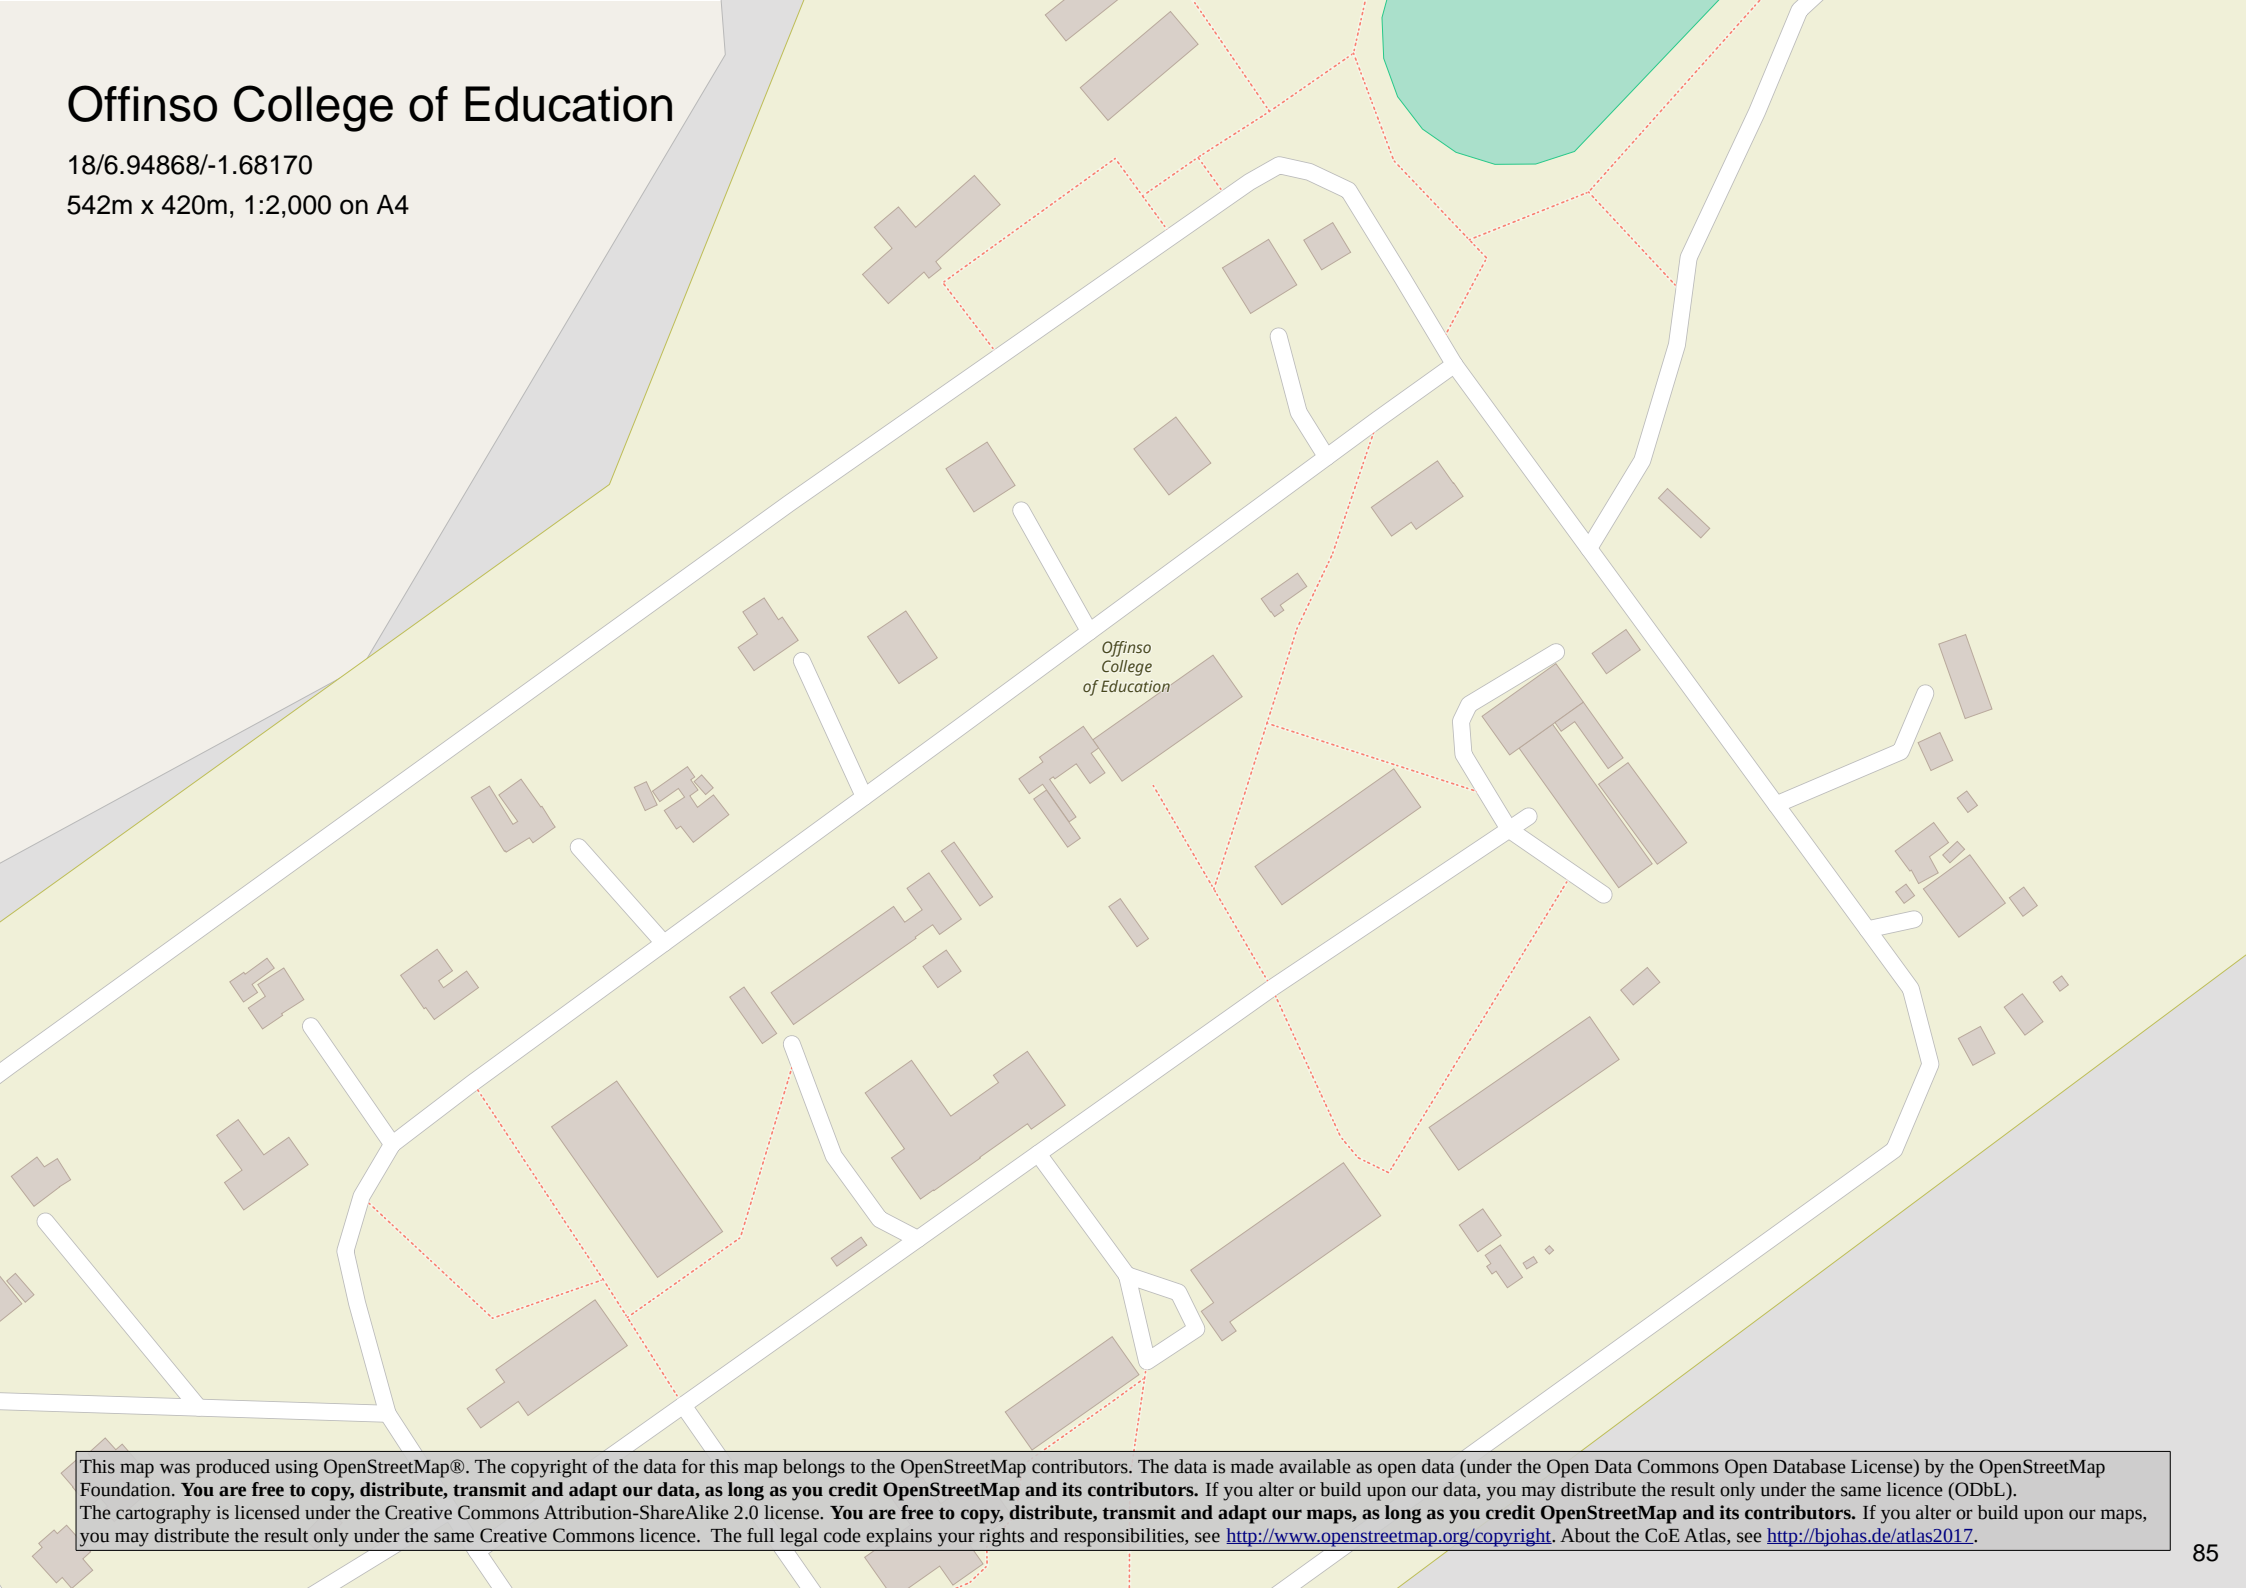 Offinso College of Education
18/6.94868/-1.68170
542m x 420m, 1:2,000 on A4
Offinso
College
of Education
This map was produced using OpenStreetMap®. The copyright of the data for this map belongs to the OpenStreetMap contributors. The data is made available as open data (under the Open Data Commons Open Database License) by the OpenStreetMap
Foundation. You are free to copy, distribute, transmit and adapt our data, as long as you credit OpenStreetMap and its contributors. If you alter or build upon our data, you may distribute the result only under the same licence (ODbL).
The cartography is licensed under the Creative Commons Attribution-ShareAlike 2.0 license. You are free to copy, distribute, transmit and adapt our maps, as long as you credit OpenStreetMap and its contributors. If you alter or build upon our maps,
you may distribute the result only under the same Creative Commons licence. The full legal code explains your rights and responsibilities, see http://www.openstreetmap.org/copyright. About the CoE Atlas, see http://bjohas.de/atlas2017.
85